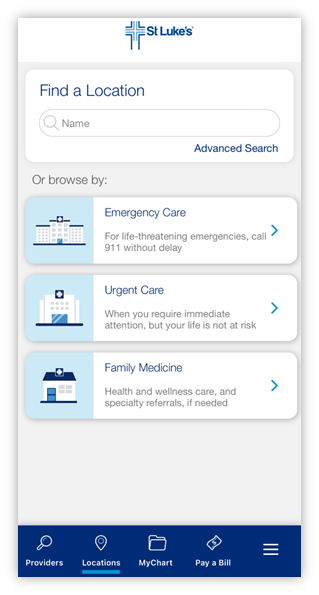 St Luke's
Find a Location
Name
Advanced Search
Or browse by:
Emergency Care
For life-threatening emergencies, call
911 without delay
Urgent Care
When you require immediate
attention, but your life is not at risk
Family Medicine
Health and wellness care, and
specialty referrals, if needed
Providers
Locations
MyChart
Pay a Bill